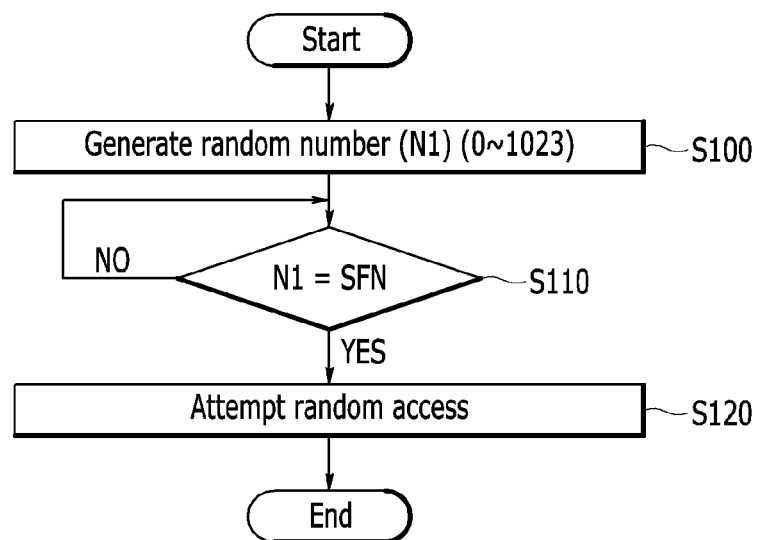 Start
Generate random number (N1) (0~1023)
S100
NO
N1 = SFN
S110
YES
Attempt random access
S120
End